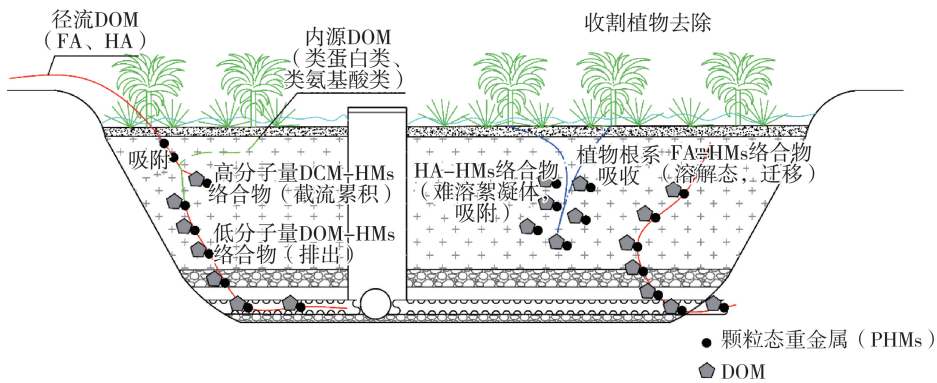 径流DOM
（FA、HA）
内源DOM
（类蛋白类、
类氨基酸类）
收割植物去除
吸附
高分子量DCM-HMs
络合物（截流累积）
低分子量DOM-HMs
络合物（排出）
HA-HMs络合物
（难溶絮凝体，
吸附）
植物根系
吸收
FA=HMs络合物
（溶解态，迁移）
颗粒态重金属（PHMs）
DOM